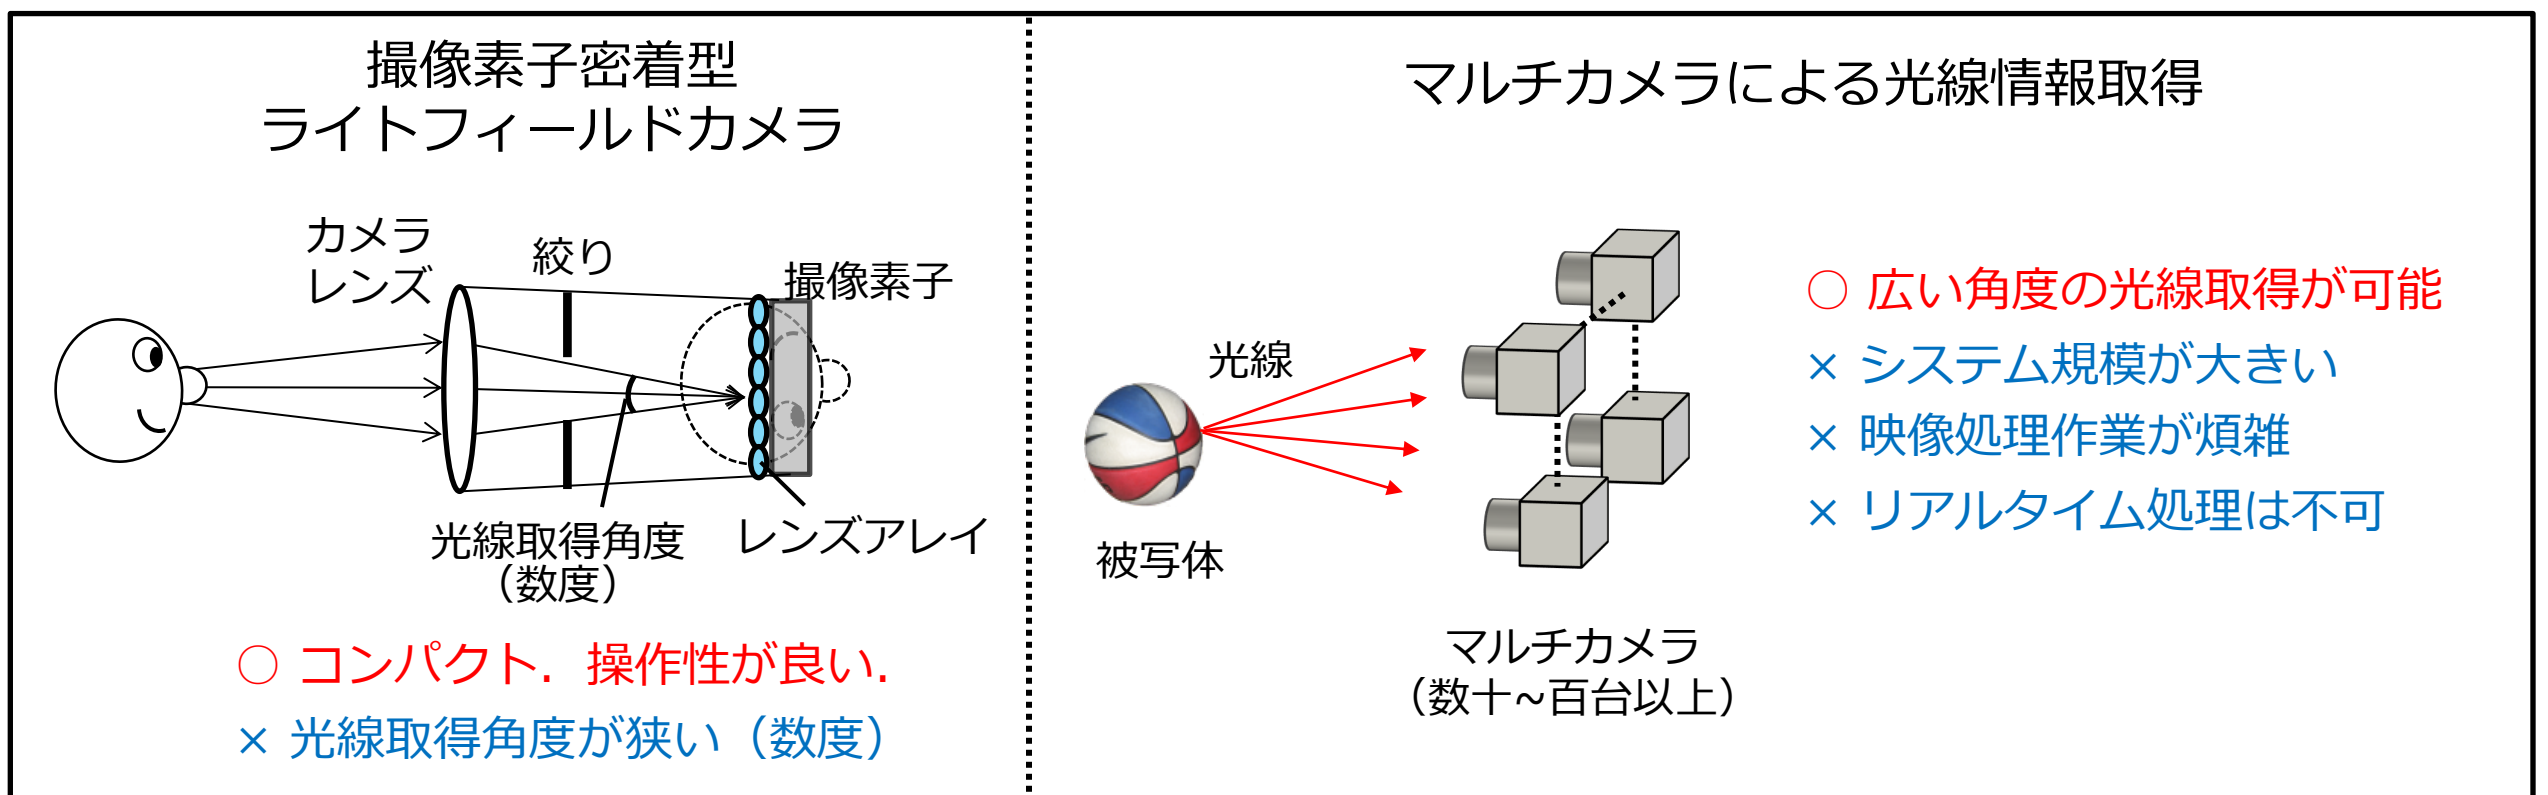 撮像素子密着型
ライトフィールドカメラ
カメラ
レンズ
絞り
撮像素子
光線取得角度
（数度）
レンズアレイ
○ コンパクト．操作性が良い．
× 光線取得角度が狭い（数度）
マルチカメラによる光線情報取得
光線
被写体
マルチカメラ
（数十~百台以上）
○ 広い角度の光線取得が可能
× システム規模が大きい
× 映像処理作業が煩雑
× リアルタイム処理は不可